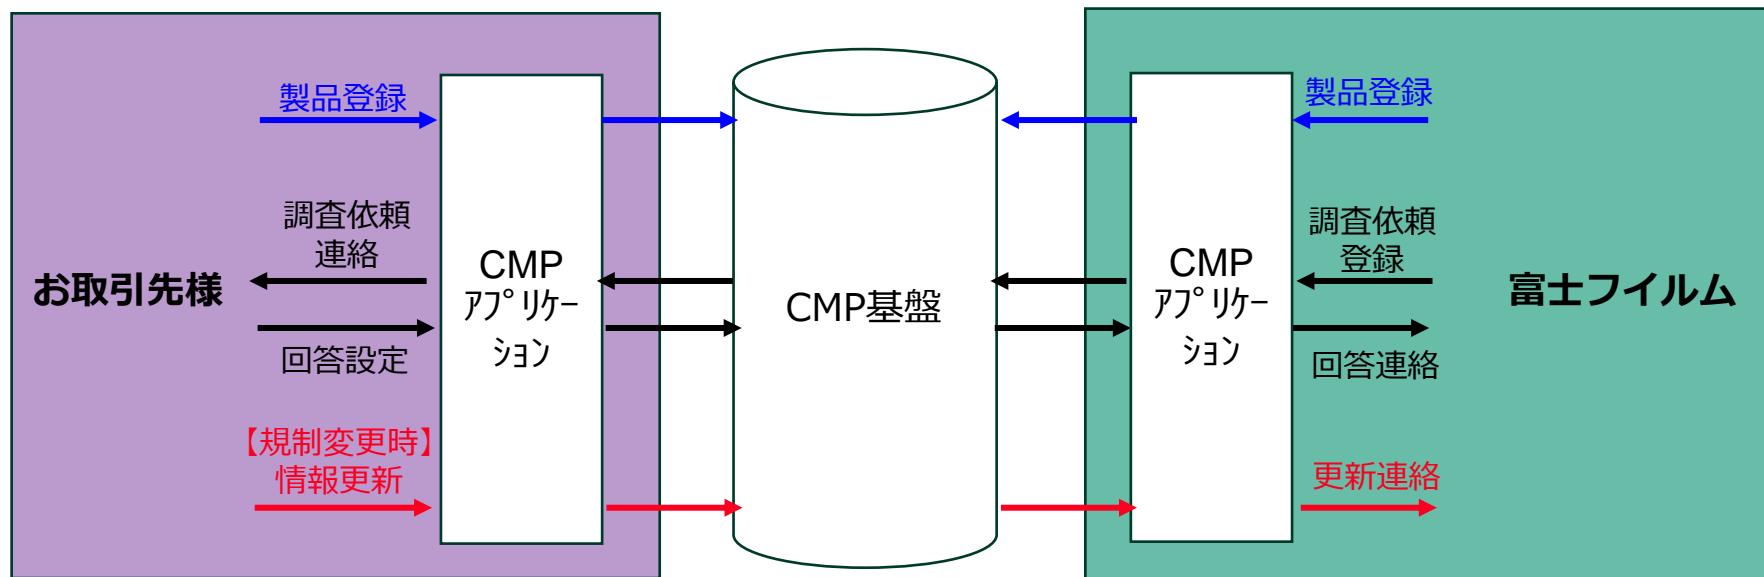 製品登録
調査依頼
連絡
お取引先様
回答設定
【規制変更時】
情報更新
CMP
ｱﾌﾟﾘｹｰ
ｼｮﾝ
CMP基盤
CMP
ｱﾌﾟﾘｹｰ
ｼｮﾝ
製品登録
調査依頼
登録
富士フイルム
回答連絡
更新連絡